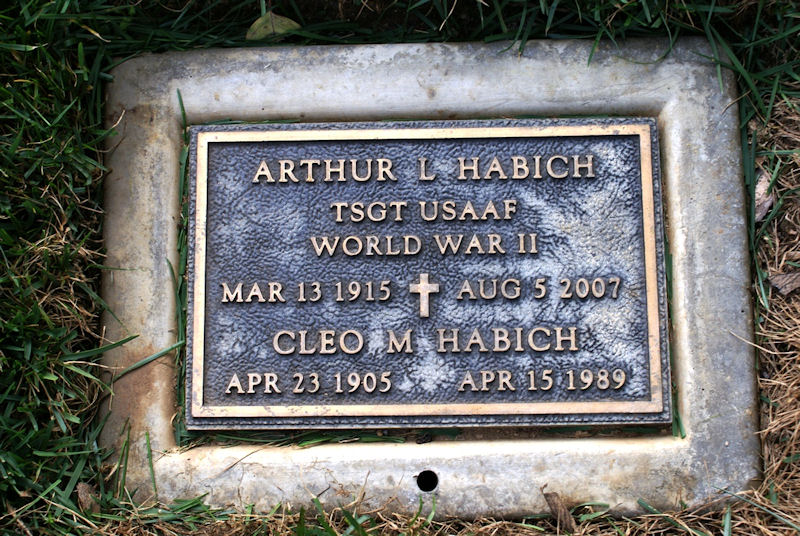 ARTHUR L HABICH
TSGT USAAF
WORLD WAR II
MAR 13 1915 AUG 5 2007
CLEO M HABICH
APR 23 1905 APR 15 1989